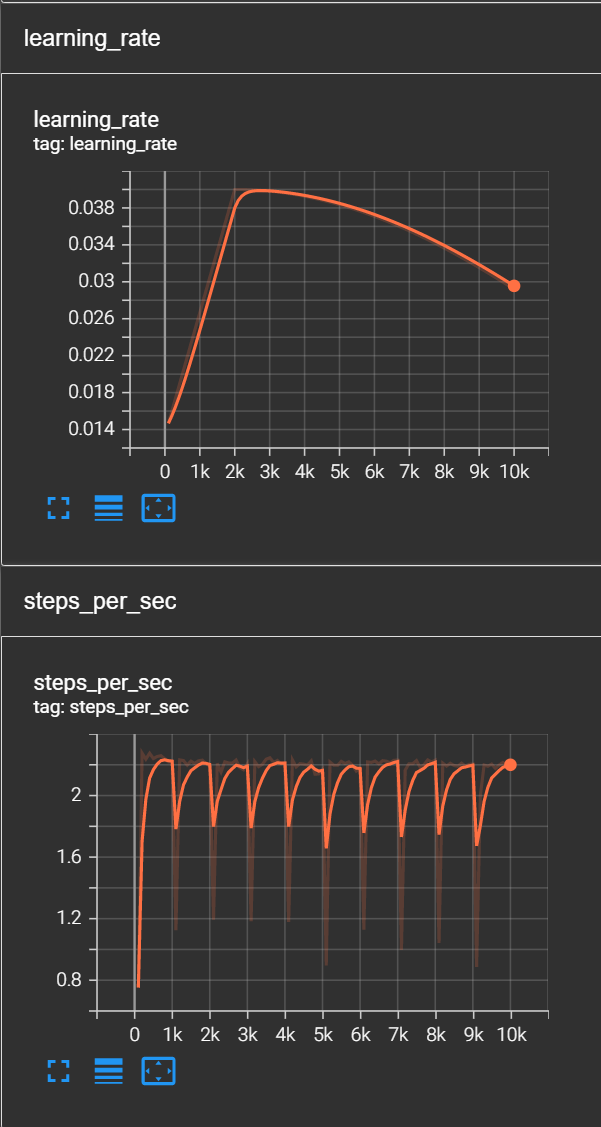 learning_rate
learning_rate
tag: learning_rate
0.038
0.034
0.03
0.026
0.022
0.018
0.014
0 1k 2k 3k 4k 5k 6k 7k 8k 9k 10k
steps_per_sec
steps_per_sec
tag: steps_per_sec
2
1.6
1.2
0.8
0 1k 2k 3k 4k 5k 6k 7k 8k 9k 10k